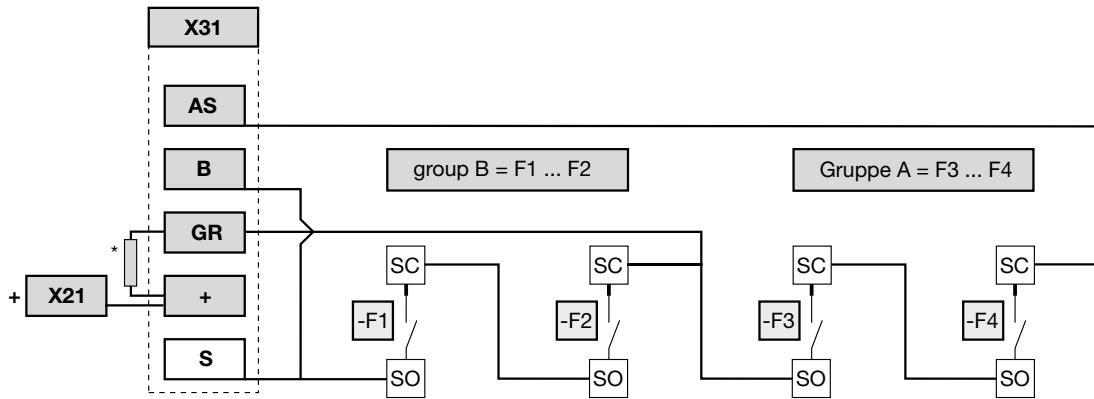 X31
AS
B
group B = F1 ... F2
Gruppe A = F3 ... F4
GR
*
SC
SC
SC
SC
+ X21
+
-F1
-F2
-F3
-F4
S
SO
SO
SO
SO